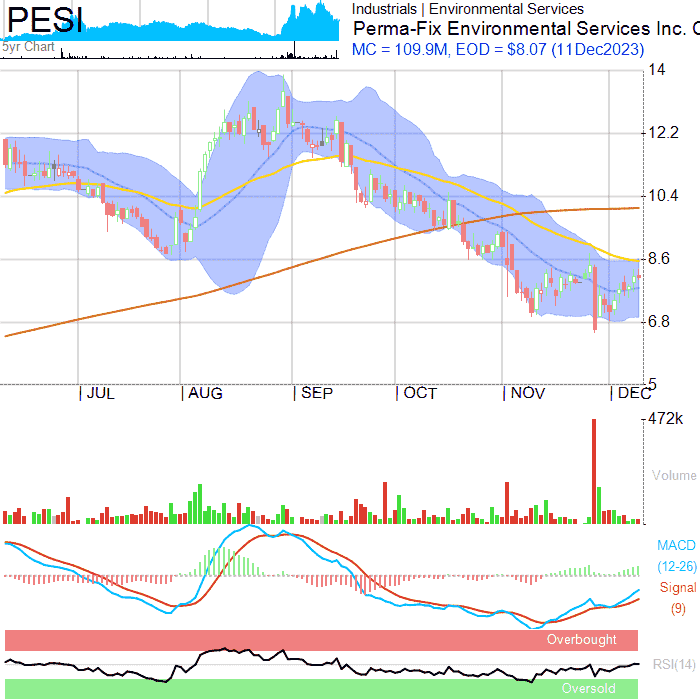 PESI
5yr Chart
Industrials | Environmental Services
Perma-Fix Environmental Services Inc. C
MC = 109.9M, EOD = $8.07 (11Dec2023)
14
12.2
10.4
8.6
6.8
5
JUL AUG SEP OCT NOV DEC
472k
Volume
MACD
(12-26)
Signal
(9)
Overbought
RSI(14)
Oversold